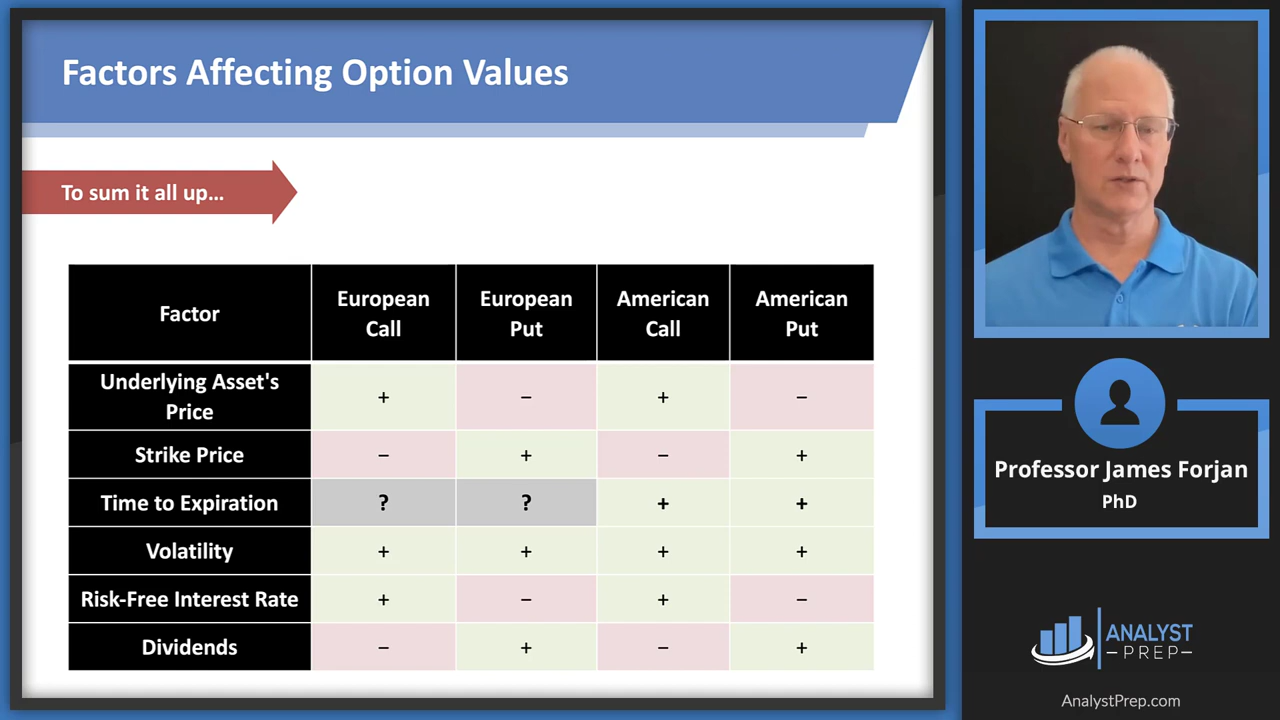 Factors Affecting Option Values
To sum it all up...
Factor
European
Call
European
Put
American
Call
American
Put
Underlying Asset's
Price
+
−
+
−
Strike Price
−
+
−
+
Time to Expiration
?
?
+
+
Volatility
+
+
+
+
Risk-Free Interest Rate
+
−
+
−
Dividends
−
+
−
+
Professor James Forjan
PhD
ANALYST
–PREP–
AnalystPrep.com